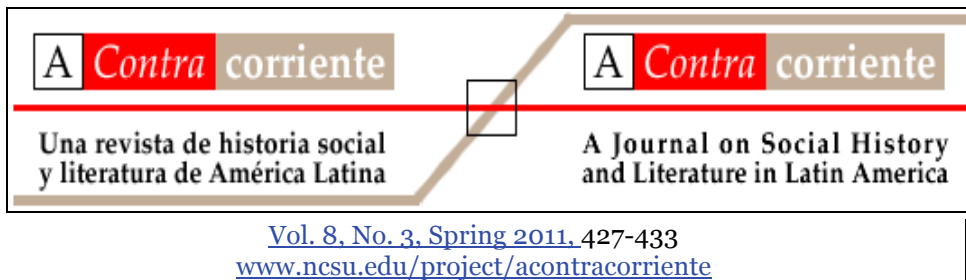 A Contra corriente
Una revista de historia social
y literatura de América Latina
A Contra corriente
A Journal on Social History
and Literature in Latin America
Vol. 8, No. 3, Spring 2011, 427-433
www.ncsu.edu/project/acontracorriente